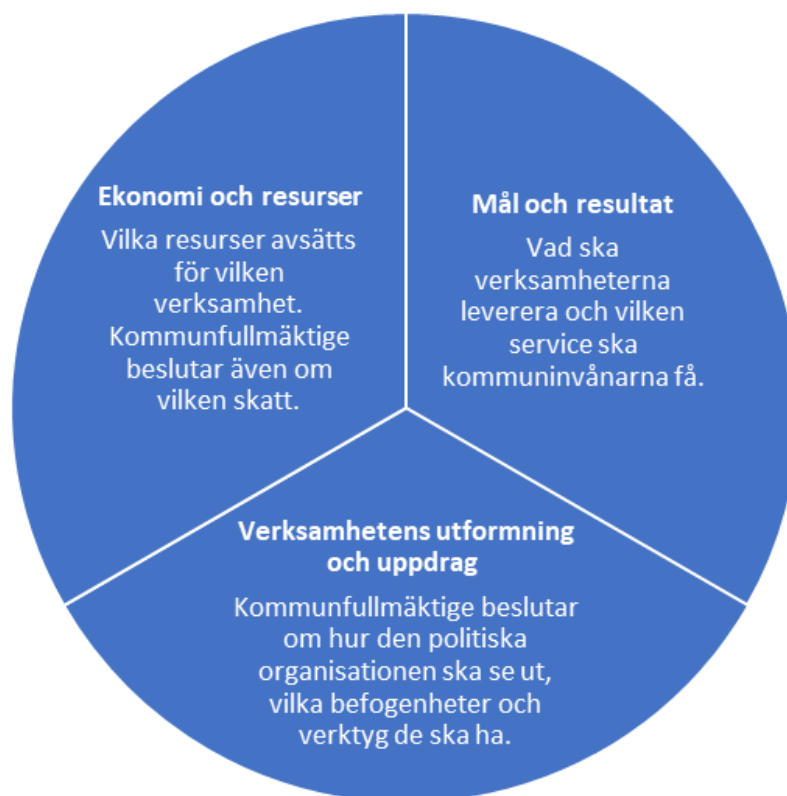 Ekonomi och resurser
Vilka resurser avsätts
för vilken
verksamhet.
Kommunfullmäktige
beslutar även om
vilken skatt.
Mål och resultat
Vad ska
verksamheterna
leverera och vilken
service ska
kommuninvånarna få.
Verksamhetens utformning
och uppdrag
Kommunfullmäktige beslutar
om hur den politiska
organisationen ska se ut,
vilka befogenheter och
verktyg de ska ha.